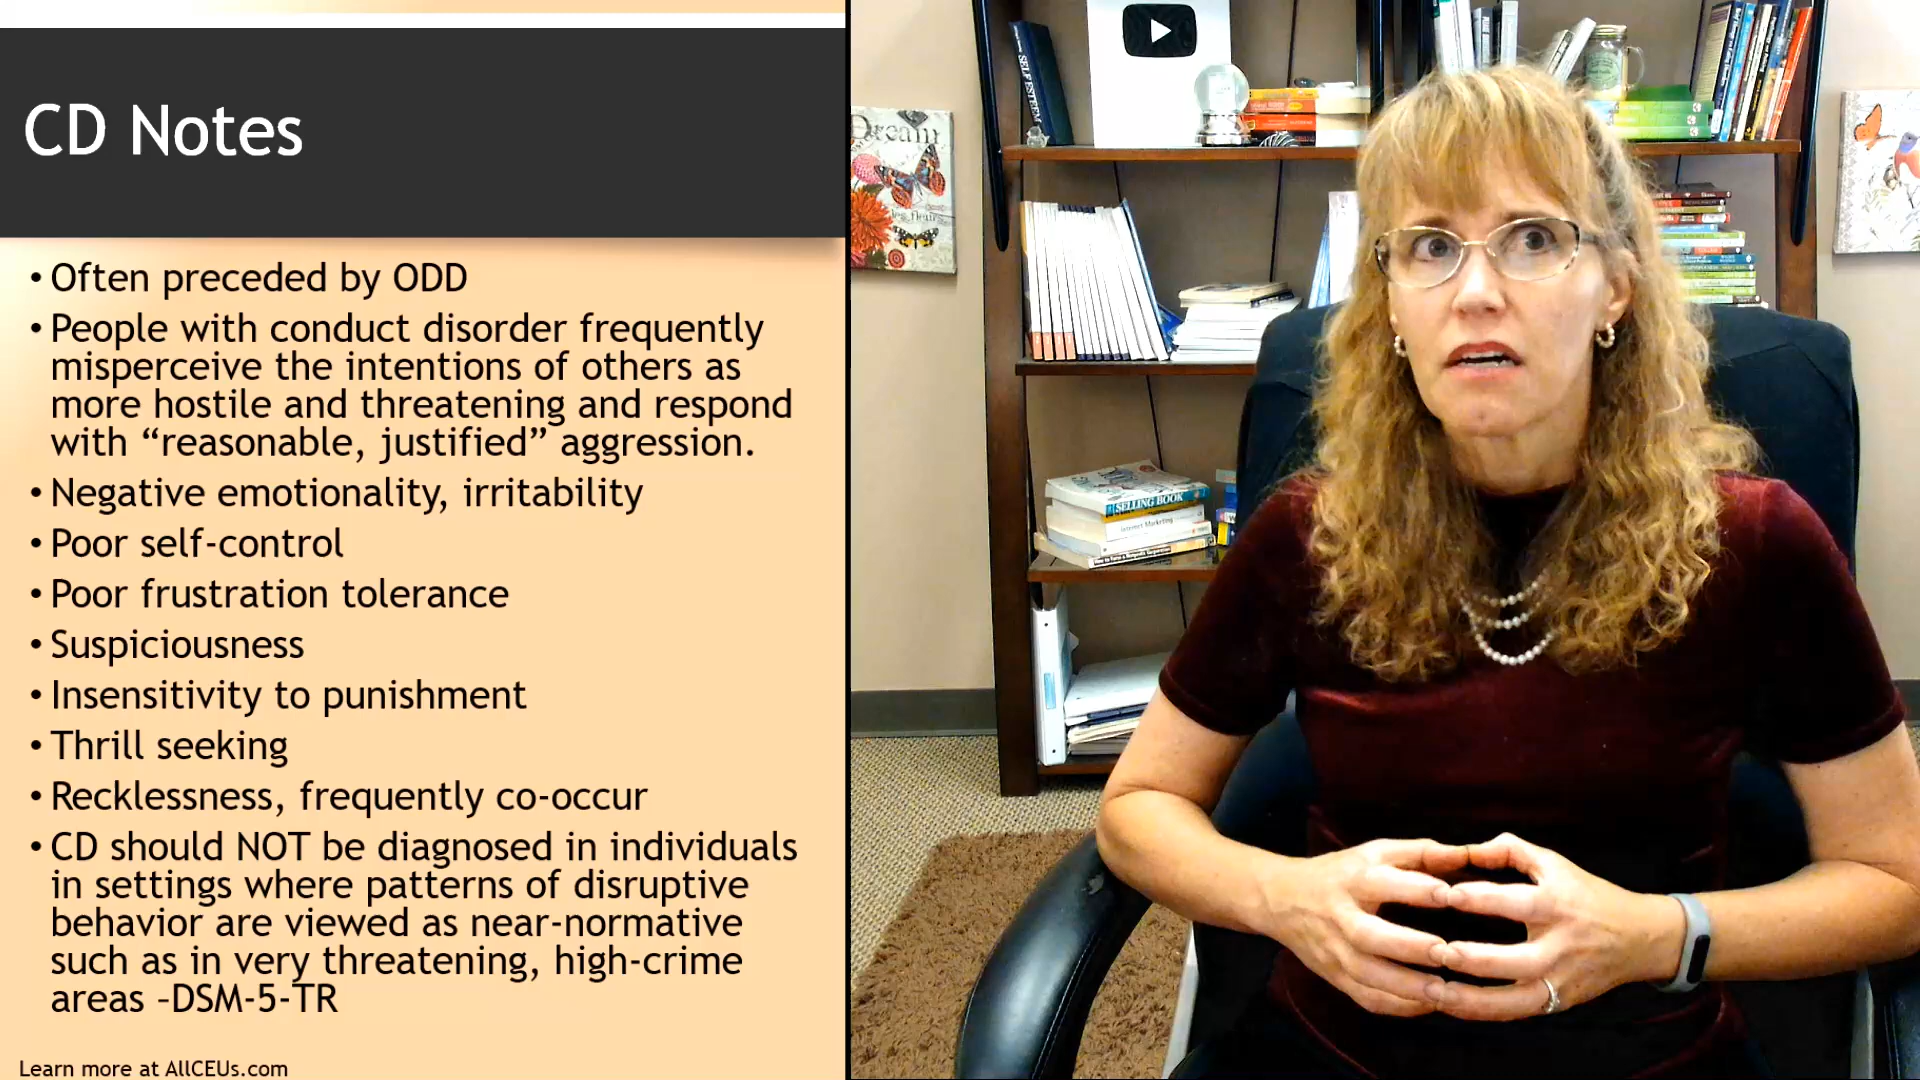 CD Notes
• Often preceded by ODD
• People with conduct disorder frequently
misperceive the intentions of others as
more hostile and threatening and respond
with “reasonable, justified” aggression.
• Negative emotionality, irritability
• Poor self-control
• Poor frustration tolerance
• Suspiciousness
• Insensitivity to punishment
• Thrill seeking
• Recklessness, frequently co-occur
• CD should NOT be diagnosed in individuals
in settings where patterns of disruptive
behavior are viewed as near-normative
such as in very threatening, high-crime
areas –DSM-5-TR
Learn more at AllCEUs.com
Dream
les fleurs
SELF ESTEEM
SELLING BOOK
Internet Marketing